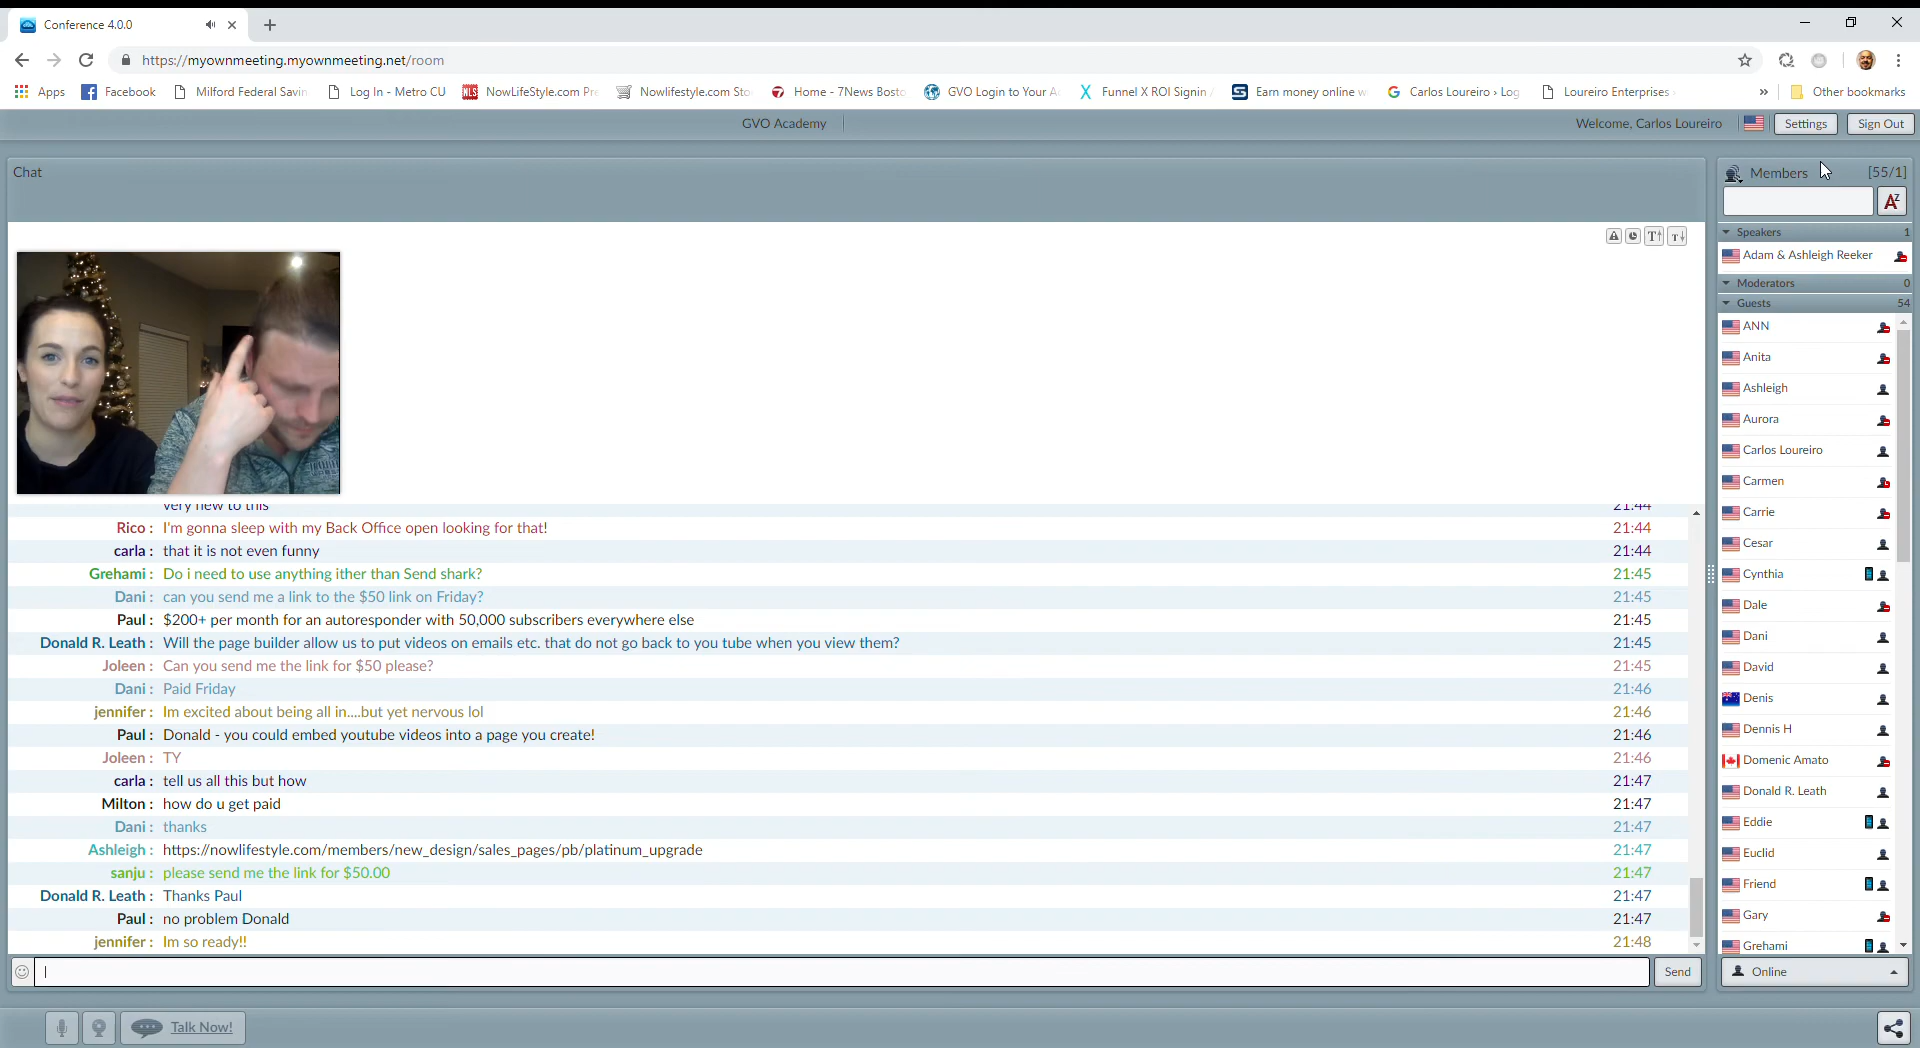 Conference 4.0.0
https://myownmeeting.myownmeeting.net/room
Apps Facebook Milford Federal Savin Log In - Metro CU NowLifeStyle.com Pre Nowlifestyle.com Sto Home - 7News Bosto GVO Login to Your A Funnel X ROI Signin Earn money online w Carlos Loureiro › Log Loureiro Enterprises » Other bookmarks
GVO Academy
Welcome, Carlos Loureiro Settings Sign Out
Chat
very new to this 21:44
Rico : I'm gonna sleep with my Back Office open looking for that! 21:44
carla : that it is not even funny 21:44
Grehami : Do i need to use anything ither than Send shark? 21:45
Dani : can you send me a link to the $50 link on Friday? 21:45
Paul : $200+ per month for an autoresponder with 50,000 subscribers everywhere else 21:45
Donald R. Leath : Will the page builder allow us to put videos on emails etc. that do not go back to you tube when you view them? 21:45
Joleen : Can you send me the link for $50 please? 21:45
Dani : Paid Friday 21:46
jennifer : Im excited about being all in....but yet nervous lol 21:46
Paul : Donald - you could embed youtube videos into a page you create! 21:46
Joleen : TY 21:46
carla : tell us all this but how 21:47
Milton : how do u get paid 21:47
Dani : thanks 21:47
Ashleigh : https://nowlifestyle.com/members/new_design/sales_pages/pb/platinum_upgrade 21:47
sanju : please send me the link for $50.00 21:47
Donald R. Leath : Thanks Paul 21:47
Paul : no problem Donald 21:47
jennifer : Im so ready!! 21:48
Send
Talk Now!
Members [55/1]
Speakers 1
Adam & Ashleigh Reeker
Moderators 0
Guests 54
ANN
Anita
Ashleigh
Aurora
Carlos Loureiro
Carmen
Carrie
Cesar
Cynthia
Dale
Dani
David
Denis
Dennis H
Domenic Amato
Donald R. Leath
Eddie
Euclid
Friend
Gary
Grehami
Online